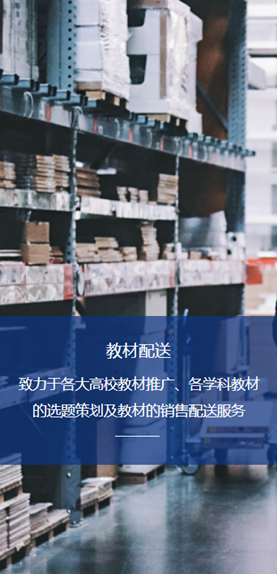 教材配送
致力于各大高校教材推广、各学科教材
的选题策划及教材的销售配送服务